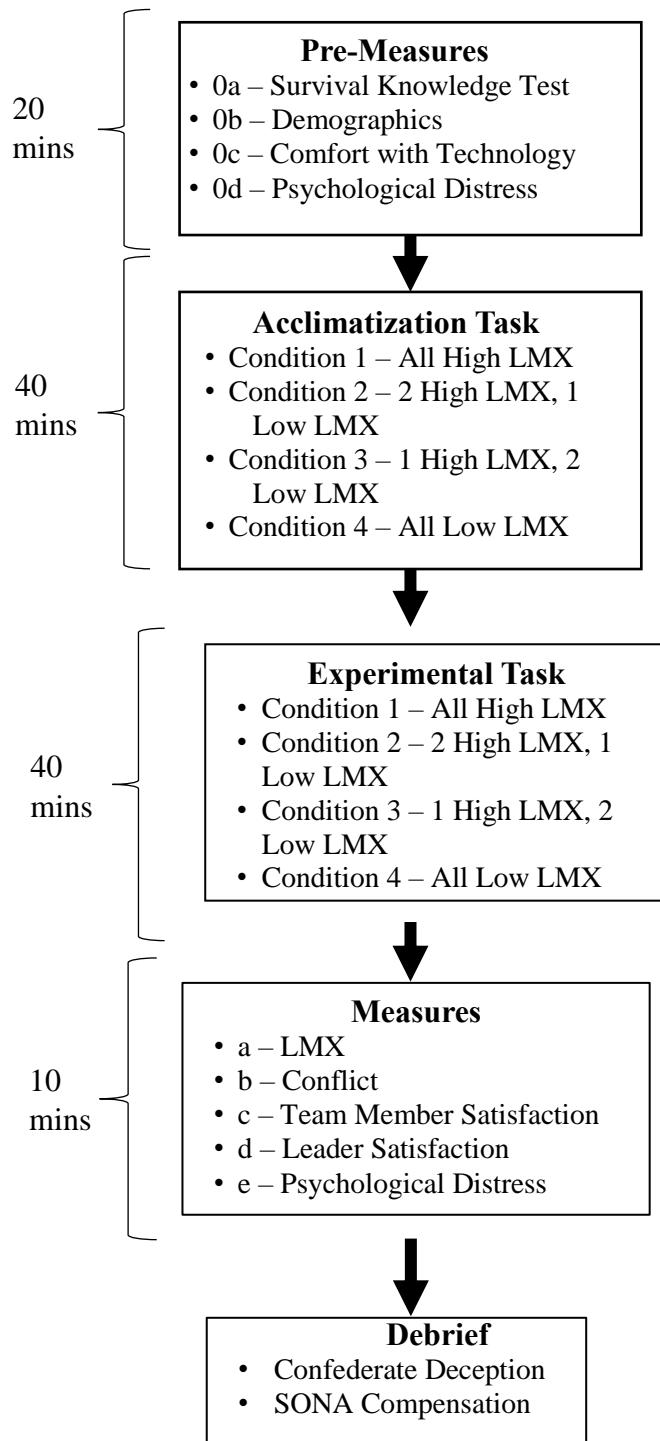 Pre-Measures
• 0a – Survival Knowledge Test
• 0b – Demographics
• 0c – Comfort with Technology
• 0d – Psychological Distress
20
mins
Acclimatization Task
• Condition 1 – All High LMX
• Condition 2 – 2 High LMX, 1
Low LMX
• Condition 3 – 1 High LMX, 2
Low LMX
• Condition 4 – All Low LMX
40
mins
Experimental Task
• Condition 1 – All High LMX
• Condition 2 – 2 High LMX, 1
Low LMX
• Condition 3 – 1 High LMX, 2
Low LMX
• Condition 4 – All Low LMX
40
mins
Measures
• a – LMX
• b – Conflict
• c – Team Member Satisfaction
• d – Leader Satisfaction
• e – Psychological Distress
10
mins
Debrief
• Confederate Deception
• SONA Compensation